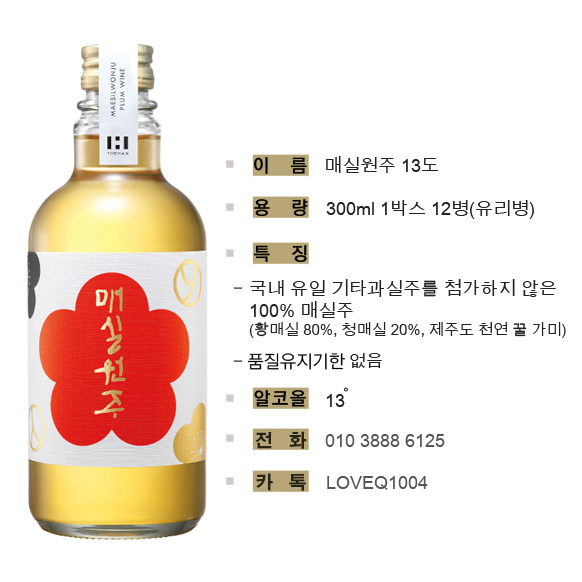 MAESILWONJU
PLUM WINE
THEHAN
매실원주
이 름 매실원주 13도
용 량 300ml 1박스 12병(유리병)
특 징
– 국내 유일 기타과실주를 첨가하지 않은
100% 매실주
(황매실 80%, 청매실 20%, 제주도 천연 꿀 가미)
– 품질유지기한 없음
알코올 13°
전 화 010 3888 6125
카 톡 LOVEQ1004